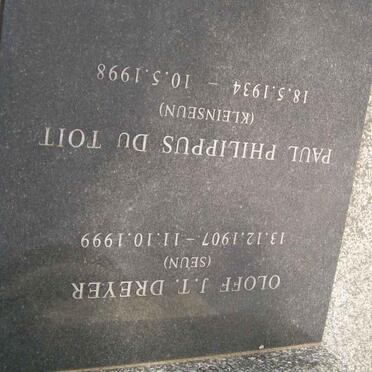 OLOFF J.T. DREYER
(SEUN)
13.12.1907 – 11.10.1999
PAUL PHILIPPUS DU TOIT
(KLEINSEUN)
18.5.1934 – 10.5.1998